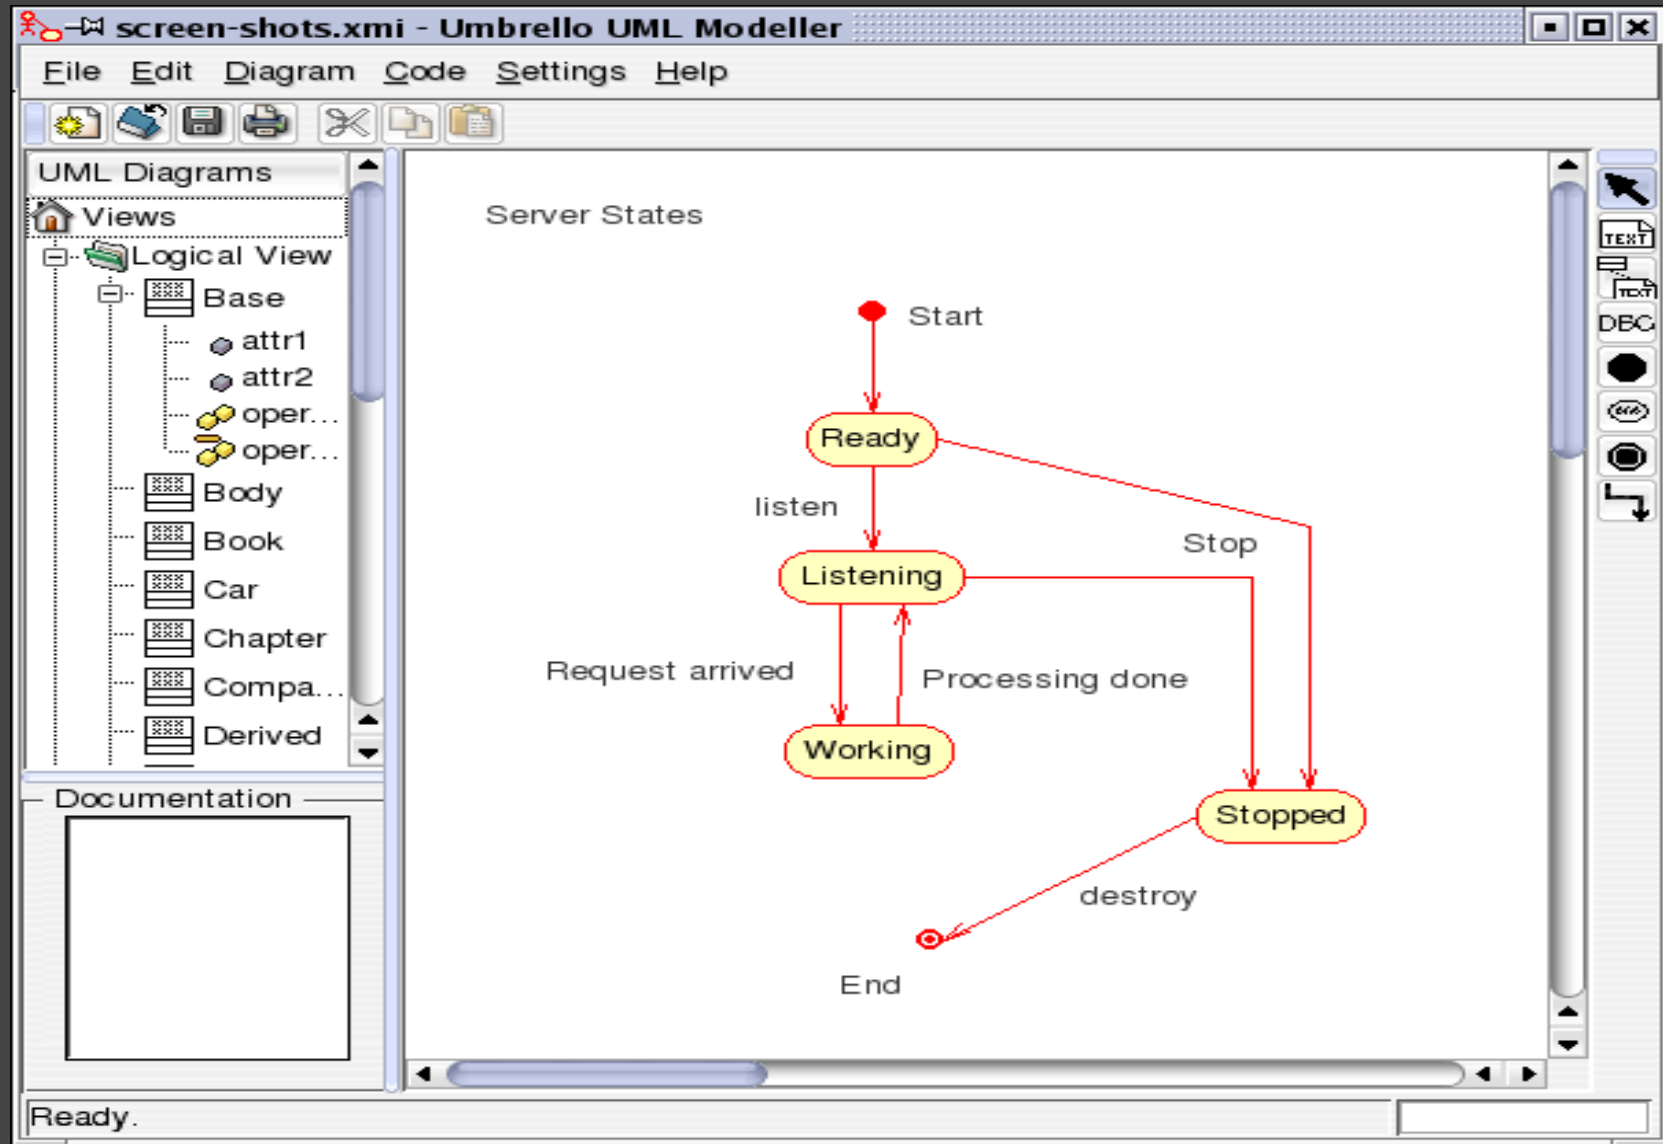 screen-shots.xmi - Umbrello UML Modeller
File Edit Diagram Code Settings Help
UML Diagrams
Views
Logical View
Base
attr1
attr2
oper...
oper...
Body
Book
Car
Chapter
Compa...
Derived
Documentation
Server States
Start
Ready
listen
Stop
Listening
Request arrived
Processing done
Working
Stopped
destroy
End
TEXT
TEXT
DBC
Ready.